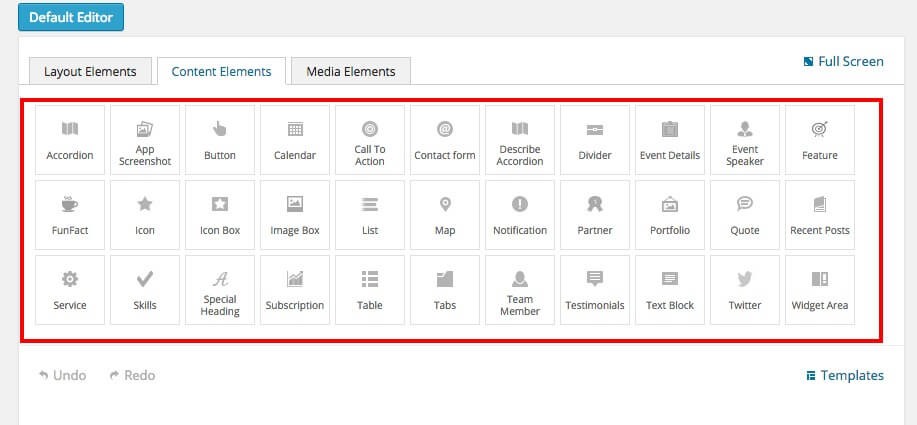 Default Editor
Layout Elements
Content Elements
Media Elements
Full Screen
Accordion
App
Screenshot
Button
Calendar
Call To
Action
Contact form
Describe
Accordion
Divider
Event Details
Event
Speaker
Feature
FunFact
Icon
Icon Box
Image Box
List
Map
Notification
Partner
Portfolio
Quote
Recent Posts
Service
Skills
Special
Heading
Subscription
Table
Tabs
Team
Member
Testimonials
Text Block
Twitter
Widget Area
Undo
Redo
Templates